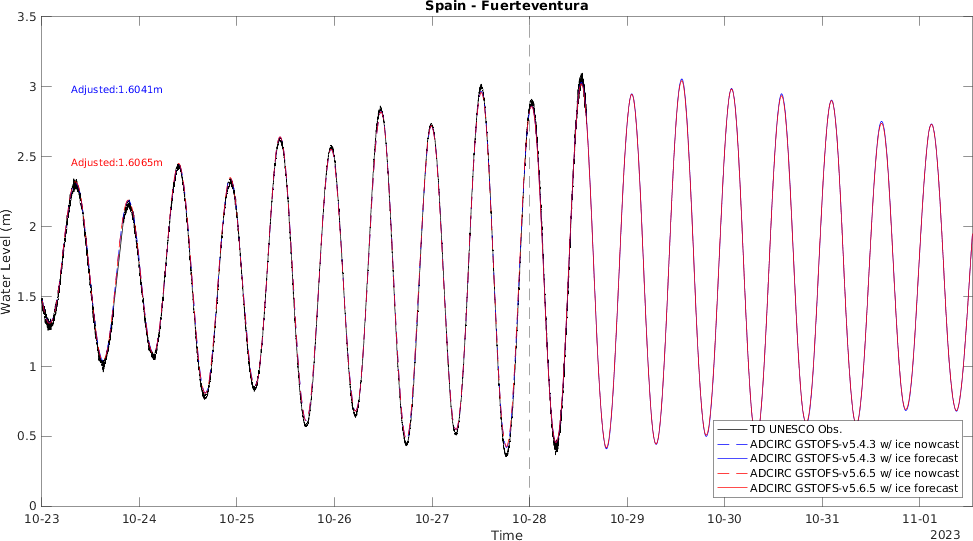 Spain - Fuerteventura
3.5
3
2.5
2
1.5
1
0.5
0
Water Level (m)
Adjusted:1.6041m
Adjusted:1.6065m
TD UNESCO Obs.
ADCIRC GSTOFS-v5.4.3 w/ ice nowcast
ADCIRC GSTOFS-v5.4.3 w/ ice forecast
ADCIRC GSTOFS-v5.6.5 w/ ice nowcast
ADCIRC GSTOFS-v5.6.5 w/ ice forecast
10-23 10-24 10-25 10-26 10-27 10-28 10-29 10-30 10-31 11-01
Time
2023